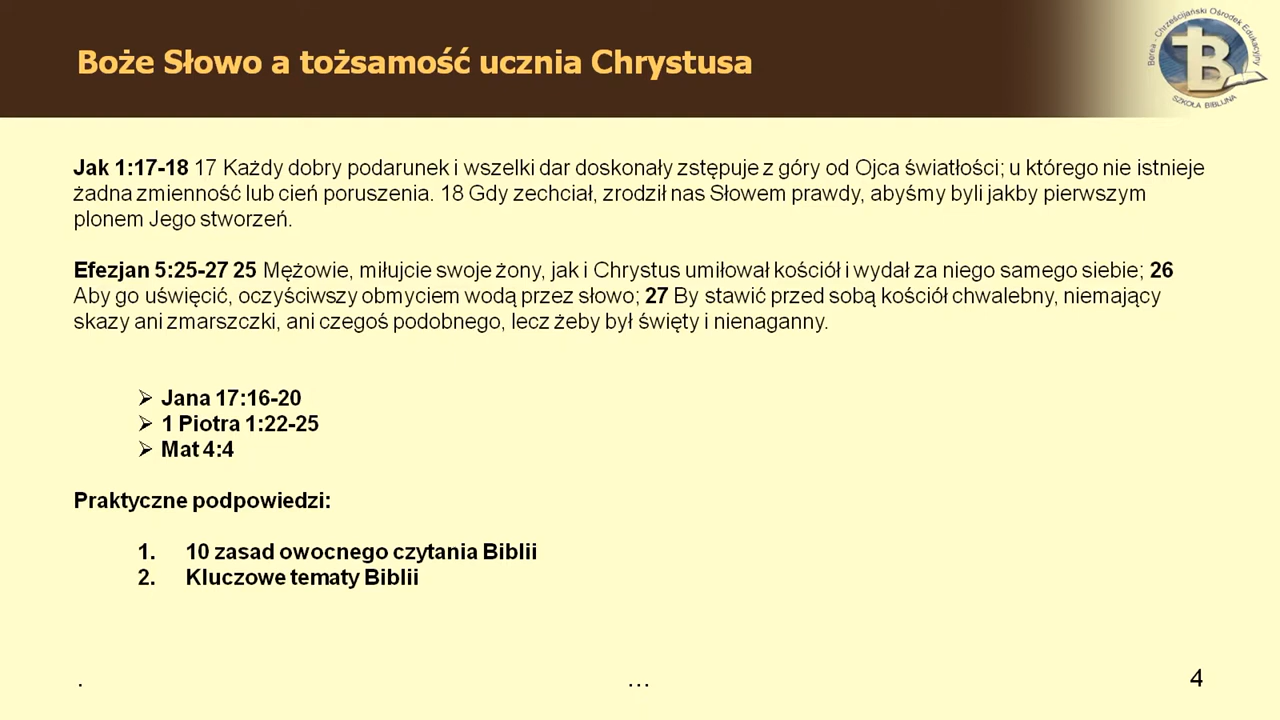 Boże Słowo a tożsamość ucznia Chrystusa
Berea - Chrześcijański Ośrodek Edukacyjny
SZKOŁA BIBLIJNA
Jak 1:17-18 17 Każdy dobry podarunek i wszelki dar doskonały zstępuje z góry od Ojca światłości; u którego nie istnieje
żadna zmienność lub cień poruszenia. 18 Gdy zechciał, zrodził nas Słowem prawdy, abyśmy byli jakby pierwszym
plonem Jego stworzeń.
Efezjan 5:25-27 25 Mężowie, miłujcie swoje żony, jak i Chrystus umiłował kościół i wydał za niego samego siebie; 26
Aby go uświęcić, oczyściwszy obmyciem wodą przez słowo; 27 By stawić przed sobą kościół chwalebny, niemający
skazy ani zmarszczki, ani czegoś podobnego, lecz żeby był święty i nienaganny.
➢ Jana 17:16-20
➢ 1 Piotra 1:22-25
➢ Mat 4:4
Praktyczne podpowiedzi:
1. 10 zasad owocnego czytania Biblii
2. Kluczowe tematy Biblii
. ... 4